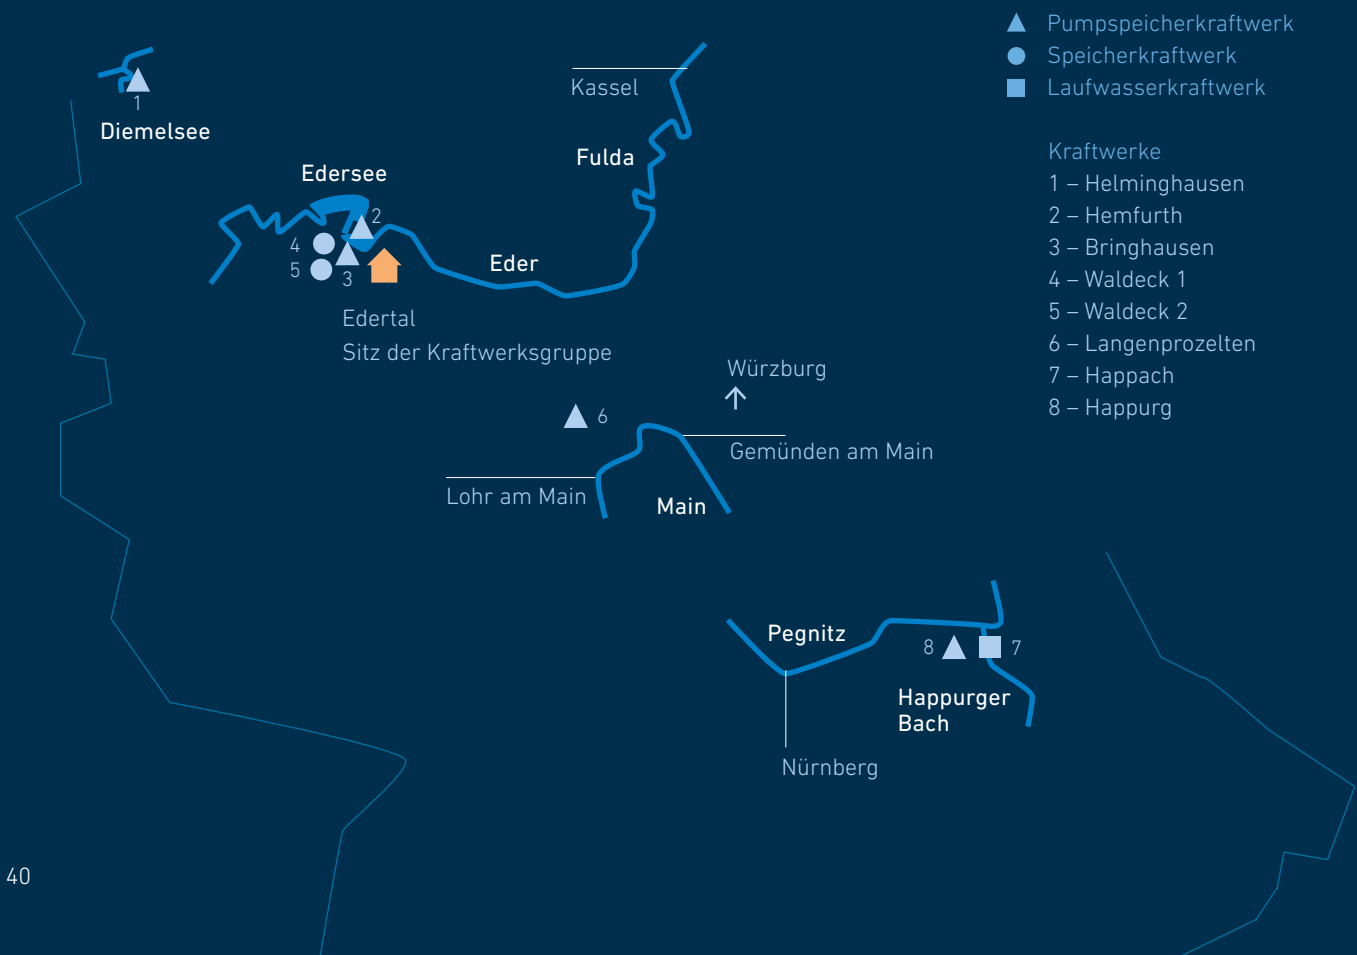 Pumpspeicherkraftwerk
Speicherkraftwerk
Laufwasserkraftwerk
Kraftwerke
1 – Helminghausen
2 – Hemfurth
3 – Bringhausen
4 – Waldeck 1
5 – Waldeck 2
6 – Langenprozelten
7 – Happach
8 – Happurg
1
Diemelsee
Kassel
Fulda
Edersee
2
4
5
3
Eder
Edertal
Sitz der Kraftwerksgruppe
Würzburg
6
Gemünden am Main
Lohr am Main
Main
Pegnitz
8
7
Happurger
Bach
Nürnberg
40